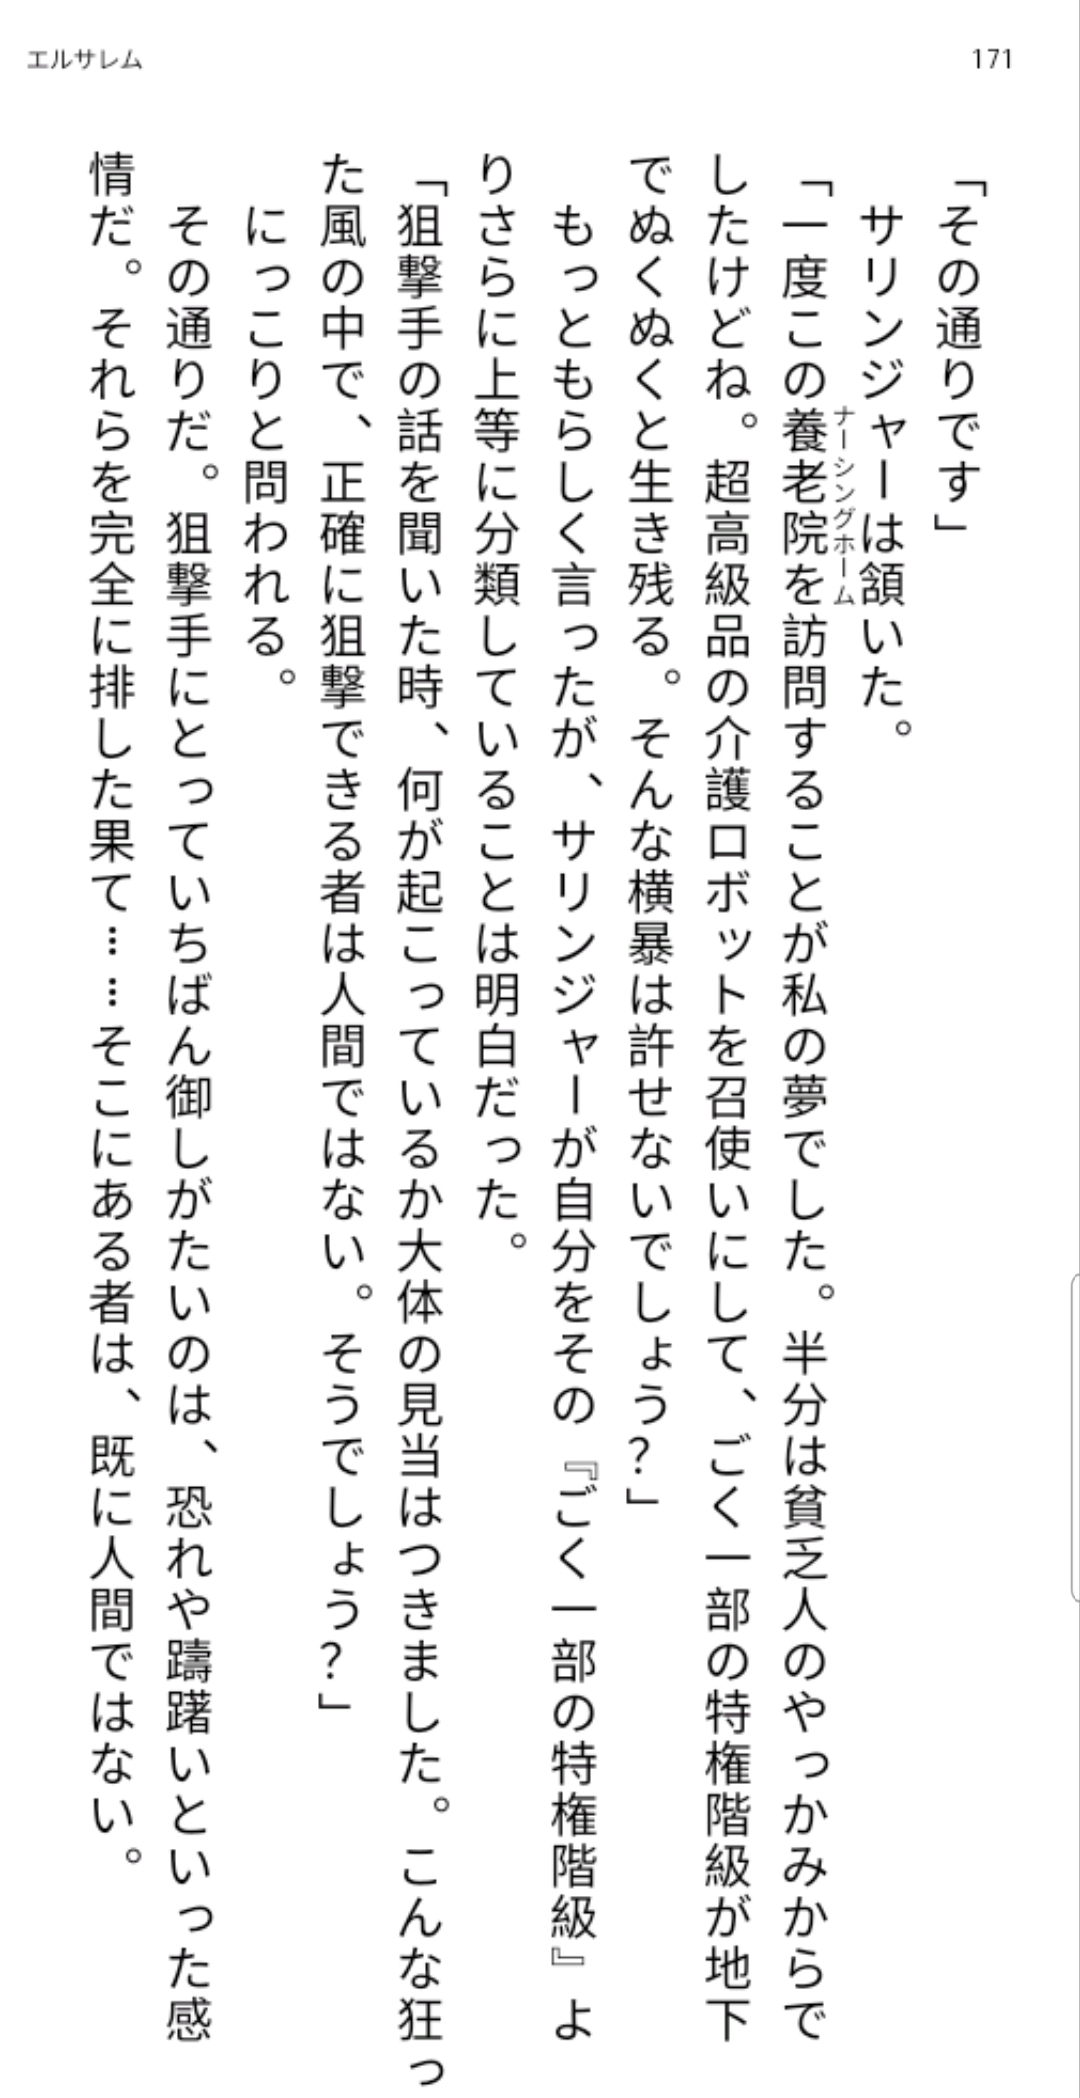 エルサレム
171
「その通りです」
サリンジャーは頷いた。
「一度この養老院を訪問することが私の夢でした。半分は貧乏人のやっかみからで
ナーシングホーム
したけどね。超高級品の介護ロボットを召使いにして、ごく一部の特権階級が地下
でぬくぬくと生き残る。そんな横暴は許せないでしょう？」
もっともらしく言ったが、サリンジャーが自分をその『ごく一部の特権階級』よ
りさらに上等に分類していることは明白だった。
「狙撃手の話を聞いた時、何が起こっているか大体の見当はつきました。こんな狂っ
た風の中で、正確に狙撃できる者は人間ではない。そうでしょう？」
にっこりと問われる。
その通りだ。狙撃手にとっていちばん御しがたいのは、恐れや躊躇いといった感
情だ。それらを完全に排した果て……そこにある者は、既に人間ではない。